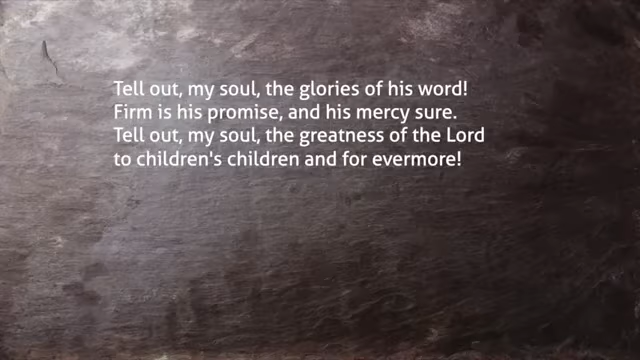 Tell out, my soul, the glories of his word!
Firm is his promise, and his mercy sure.
Tell out, my soul, the greatness of the Lord
to children's children and for evermore!